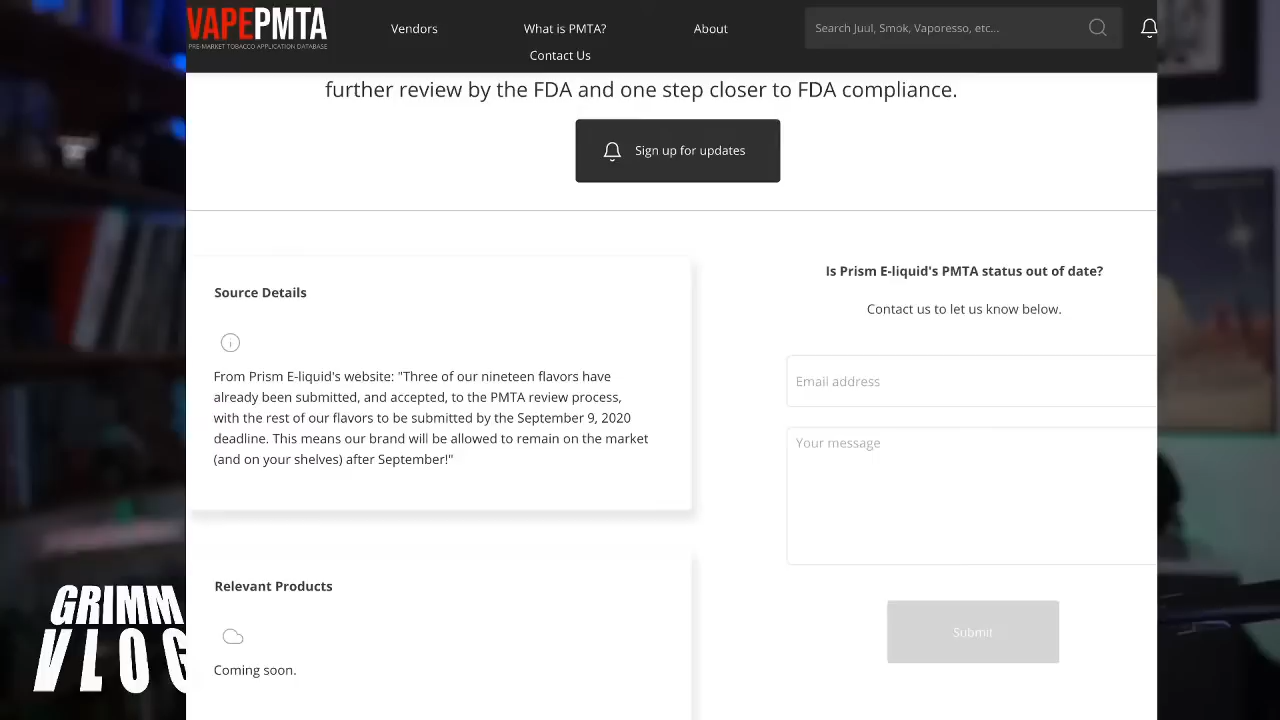 VAPEPMTA
PRE-MARKET TOBACCO APPLICATION DATABASE
Vendors
What is PMTA?
About
Contact Us
Search Juul, Smok, Vaporesso, etc...
further review by the FDA and one step closer to FDA compliance.
Sign up for updates
Source Details
From Prism E-liquid's website: "Three of our nineteen flavors have
already been submitted, and accepted, to the PMTA review process,
with the rest of our flavors to be submitted by the September 9, 2020
deadline. This means our brand will be allowed to remain on the market
(and on your shelves) after September!"
Relevant Products
Coming soon.
Is Prism E-liquid's PMTA status out of date?
Contact us to let us know below.
Email address
Your message
Submit
GRIMM
VLOG